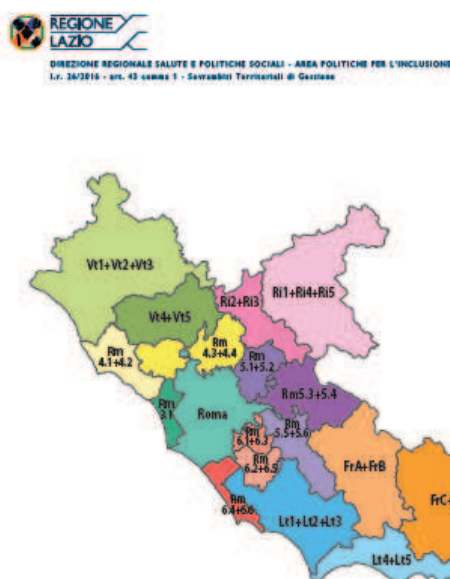 REGIONE
LAZIO
DIREZIONE REGIONALE SALUTE E POLITICHE SOCIALI - AREA POLITICHE PER L'INCLUSIONE
l.r. 26/2016 - art. 43 comma 1 - Sovrambiti Territoriali di Gestione
Vt1+Vt2+Vt3
Ri2+Ri3
Ri1+Ri4+Ri5
Vt4+Vt5
Rm
4.1+4.2
Rm
4.3+4.4
Rm
5.1+5.2
Rm5.3+5.4
Rm
3.1
Roma
Rm
6.1+6.3
Rm
5.5+5.6
Rm
6.2+6.5
FrA+FrB
FrC+
Rm
6.4+6.6
Lt1+Lt2+Lt3
Lt4+Lt5